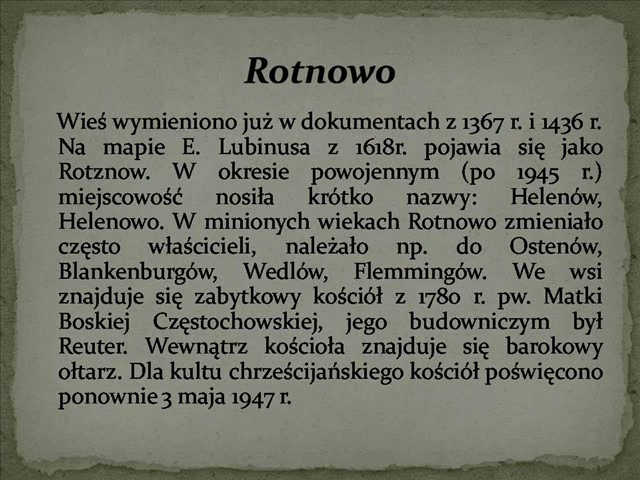 Rotnowo
Wieś wymieniono już w dokumentach z 1367 r. i 1436 r.
Na mapie E. Lubinusa z 1618r. pojawia się jako
Rotznow. W okresie powojennym (po 1945 r.)
miejscowość nosiła krótko nazwy: Helenów,
Helenowo. W minionych wiekach Rotnowo zmieniało
często właścicieli, należało np. do Ostenów,
Blankenburgów, Wedlów, Flemmingów. We wsi
znajduje się zabytkowy kościół z 1780 r. pw. Matki
Boskiej Częstochowskiej, jego budowniczym był
Reuter. Wewnątrz kościoła znajduje się barokowy
ołtarz. Dla kultu chrześcijańskiego kościół poświęcono
ponownie 3 maja 1947 r.